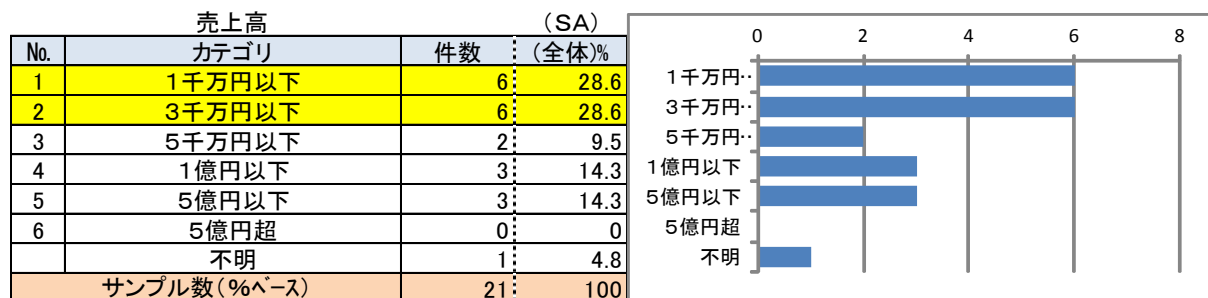 売上高 (SA)
No. カテゴリ 件数 (全体)%
1 1千万円以下 6 28.6
2 3千万円以下 6 28.6
3 5千万円以下 2 9.5
4 1億円以下 3 14.3
5 5億円以下 3 14.3
6 5億円超 0 0
不明 1 4.8
サンプル数(%ベース) 21 100
0 2 4 6 8
1千万円‥
3千万円‥
5千万円‥
1億円以下
5億円以下
5億円超
不明